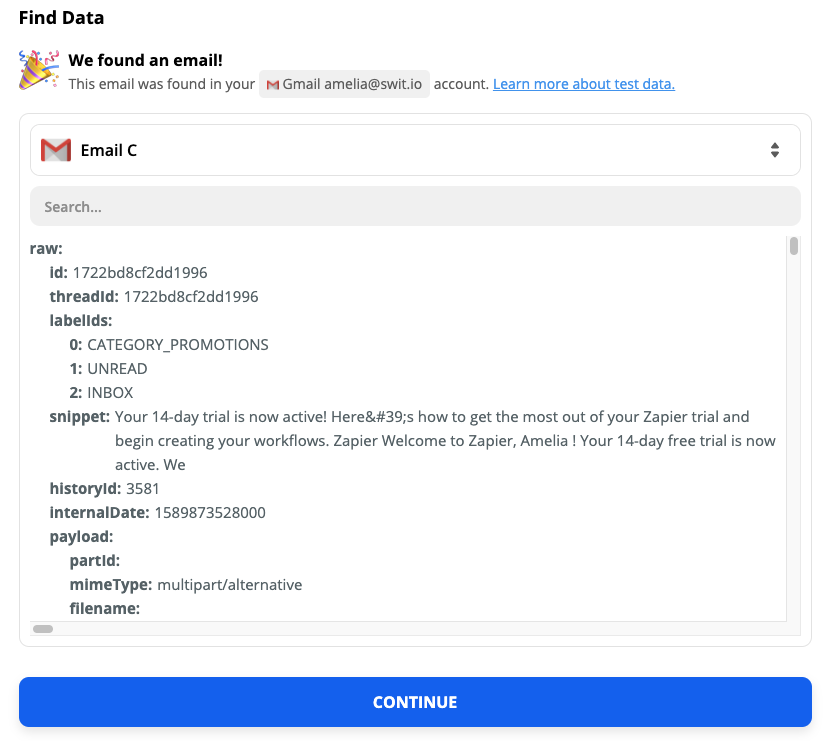 Find Data
We found an email!
This email was found in your Gmail amelia@swit.io account. Learn more about test data.
Email C
Search...
raw:
id: 1722bd8cf2dd1996
threadId: 1722bd8cf2dd1996
labelIds:
0: CATEGORY_PROMOTIONS
1: UNREAD
2: INBOX
snippet: Your 14-day trial is now active! Here&#39;s how to get the most out of your Zapier trial and
begin creating your workflows. Zapier Welcome to Zapier, Amelia ! Your 14-day free trial is now
active. We
historyId: 3581
internalDate: 1589873528000
payload:
partId:
mimeType: multipart/alternative
filename:
CONTINUE